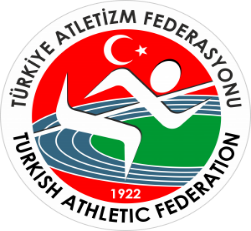 TÜRKİYE ATLETİZM FEDERASYONU
1922
TURKISH ATHLETIC FEDERATION